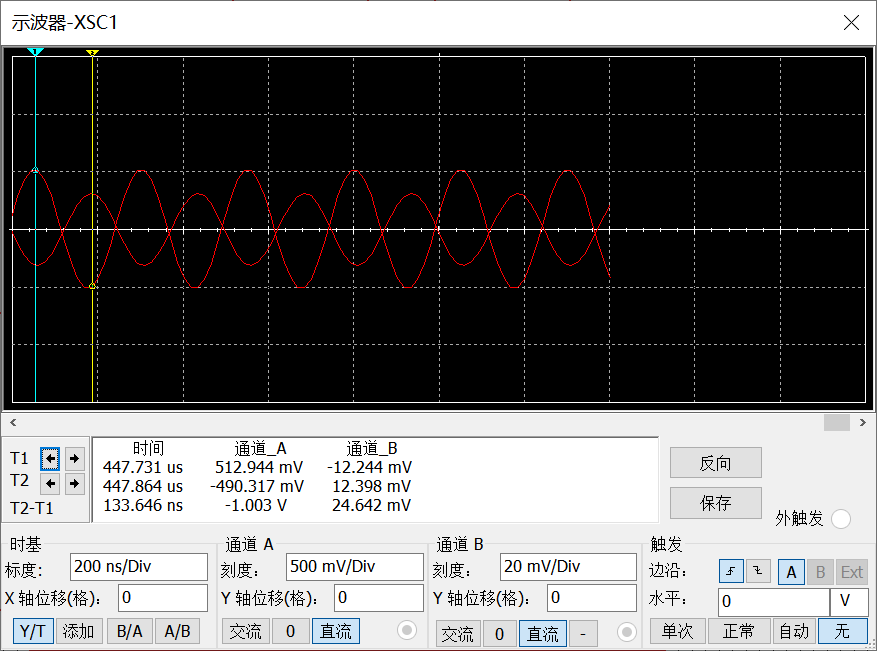 示波器-XSC1
1
2
时间 通道_A 通道_B
T1 447.731 us 512.944 mV -12.244 mV
T2 447.864 us -490.317 mV 12.398 mV
T2-T1 133.646 ns -1.003 V 24.642 mV
反向
保存
外触发
时基 通道 A 通道 B 触发
标度: 200 ns/Div 刻度: 500 mV/Div 刻度: 20 mV/Div 边沿: A B Ext
X 轴位移(格): 0 Y 轴位移(格): 0 Y 轴位移(格): 0 水平: 0 V
Y/T 添加 B/A A/B 交流 0 直流 交流 0 直流 - 单次 正常 自动 无